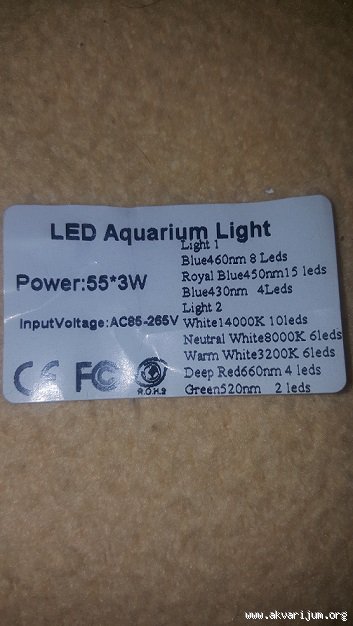 LED Aquarium Light
Power:55*3W
InputVoltage:AC85-265V
CE FC R.O.H.S
Light 1
Blue460nm 8 Leds
Royal Blue450nm15 leds
Blue430nm 4Leds
Light 2
White14000K 10leds
Neutral White8000K 6leds
Warm White3200K 6leds
Deep Red660nm 4 leds
Green520nm 2 leds
www.akvarijum.org